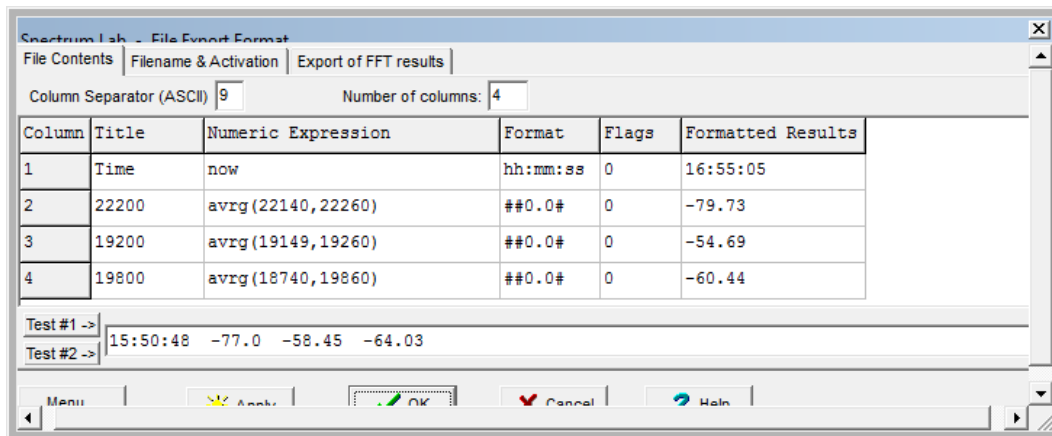 Spectrum Lab - File Export Format
File Contents Filename & Activation Export of FFT results
Column Separator (ASCII) 9 Number of columns: 4
Column Title Numeric Expression Format Flags Formatted Results
1 Time now hh:mm:ss 0 16:55:05
2 22200 avrg(22140,22260) ##0.0# 0 -79.73
3 19200 avrg(19149,19260) ##0.0# 0 -54.69
4 19800 avrg(18740,19860) ##0.0# 0 -60.44
Test #1 ->
15:50:48 -77.0 -58.45 -64.03
Test #2 ->
Menu Apply OK Cancel Help